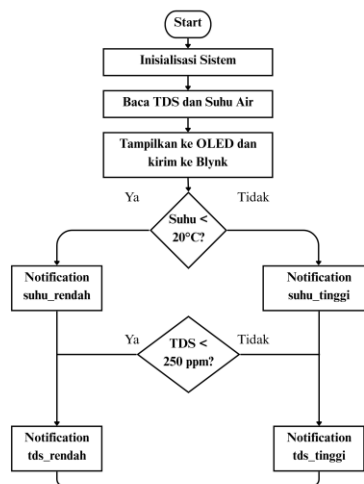 Start
Inisialisasi Sistem
Baca TDS dan Suhu Air
Tampilkan ke OLED dan
kirim ke Blynk
Ya
Tidak
Suhu <
20°C?
Notification
suhu_rendah
Notification
suhu_tinggi
Ya
Tidak
TDS <
250 ppm?
Notification
tds_rendah
Notification
tds_tinggi